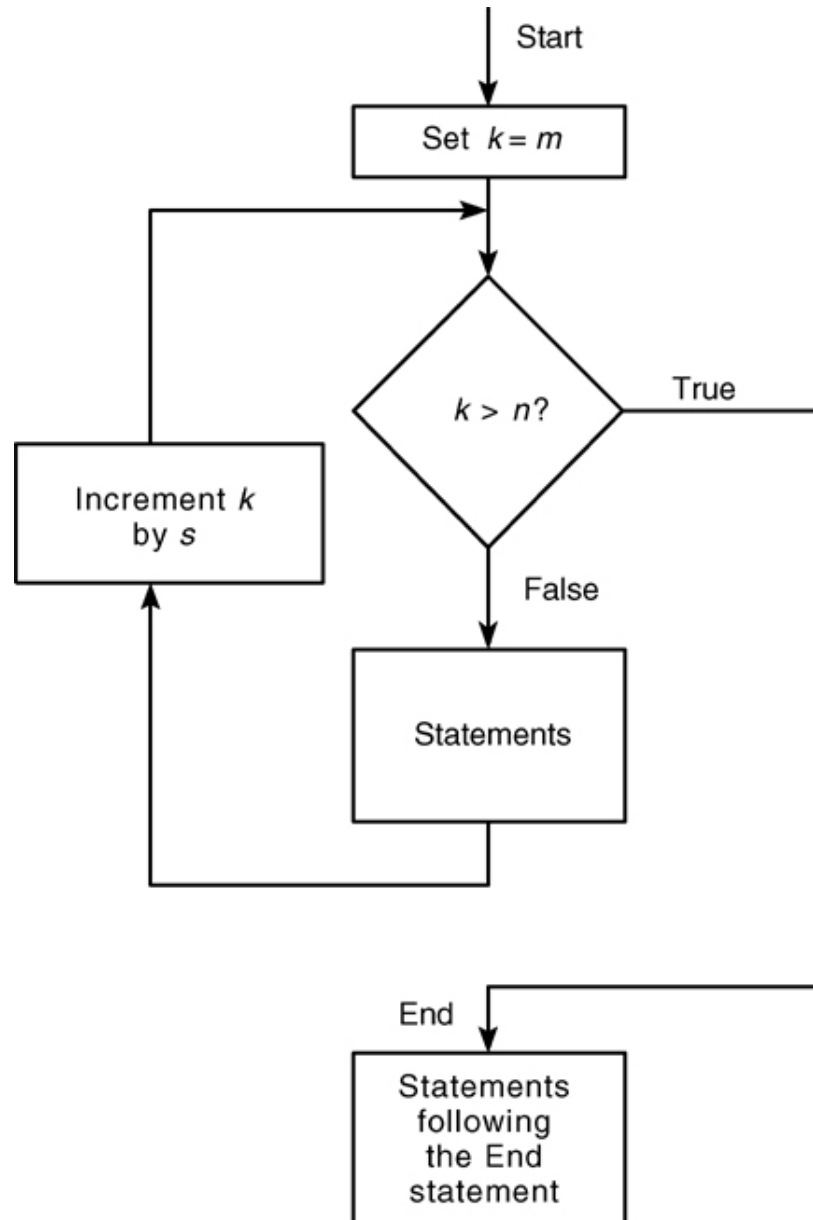 Start
Set k = m
k > n?
True
Increment k
by s
False
Statements
End
Statements
following
the End
statement